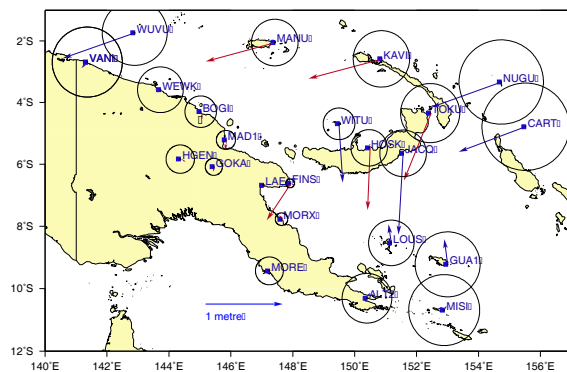 2°S
4°S
6°S
8°S
10°S
12°S
140°E
142°E
144°E
146°E
148°E
150°E
152°E
154°E
156°E
WUVU
MANU
KAVI
VANI
WEWK
NUGU
BOGI
TOKU
WITU
CART
MAD1
HOSK
JACQ
HGEN
GOKA
LAE
FINS
MORX
LOUS
GUA1
MORE
ALT2
MISI
1 metre